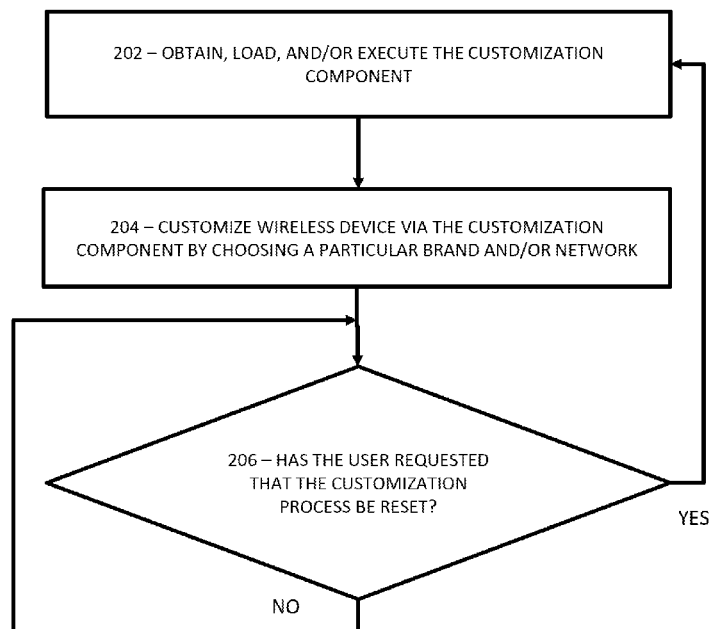 202 – OBTAIN, LOAD, AND/OR EXECUTE THE CUSTOMIZATION
COMPONENT
204 – CUSTOMIZE WIRELESS DEVICE VIA THE CUSTOMIZATION
COMPONENT BY CHOOSING A PARTICULAR BRAND AND/OR NETWORK
206 – HAS THE USER REQUESTED
THAT THE CUSTOMIZATION
PROCESS BE RESET?
YES
NO